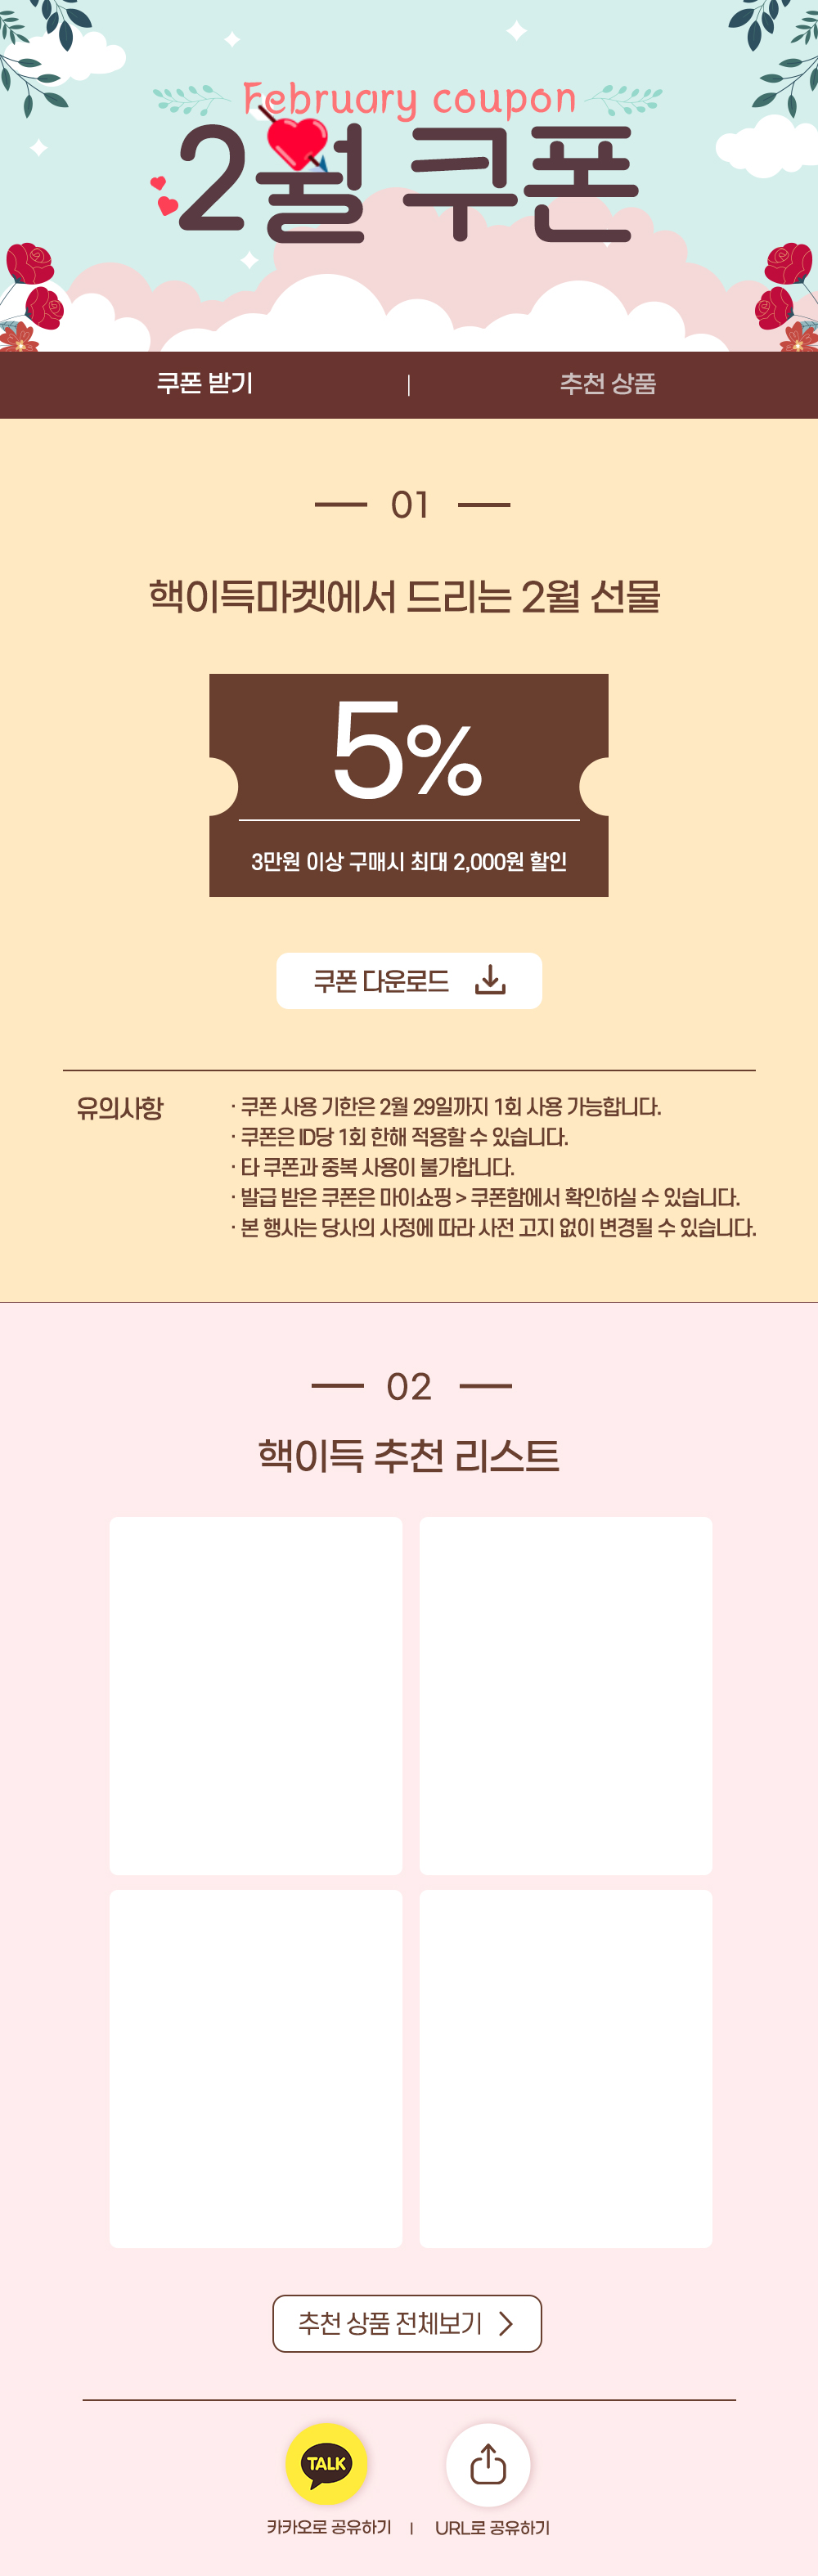 February coupon
2월 쿠폰
쿠폰 받기 | 추천 상품
01
핵이득마켓에서 드리는 2월 선물
5%
3만원 이상 구매시 최대 2,000원 할인
쿠폰 다운로드
유의사항
· 쿠폰 사용 기한은 2월 29일까지 1회 사용 가능합니다.
· 쿠폰은 ID당 1회 한해 적용할 수 있습니다.
· 타 쿠폰과 중복 사용이 불가합니다.
· 발급 받은 쿠폰은 마이쇼핑 > 쿠폰함에서 확인하실 수 있습니다.
· 본 행사는 당사의 사정에 따라 사전 고지 없이 변경될 수 있습니다.
02
핵이득 추천 리스트
추천 상품 전체보기
TALK
카카오로 공유하기 | URL로 공유하기